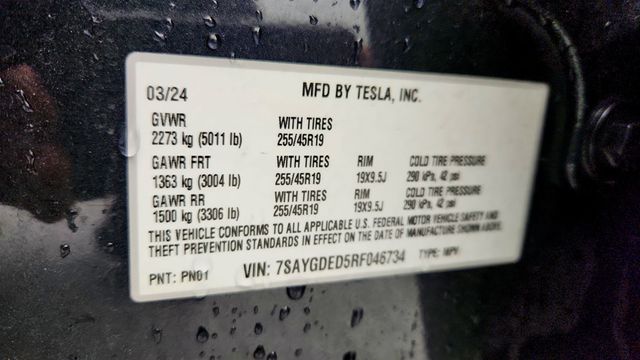 03/24 MFD BY TESLA, INC.
GVWR WITH TIRES
2273 kg (5011 lb) 255/45R19
GAWR FRT WITH TIRES RIM COLD TIRE PRESSURE
1363 kg (3004 lb) 255/45R19 19X9.5J 290 kPa, 42 psi
GAWR RR WITH TIRES RIM COLD TIRE PRESSURE
1500 kg (3306 lb) 255/45R19 19X9.5J 290 kPa, 42 psi
THIS VEHICLE CONFORMS TO ALL APPLICABLE U.S. FEDERAL MOTOR VEHICLE SAFETY AND
THEFT PREVENTION STANDARDS IN EFFECT ON THE DATE OF MANUFACTURE SHOWN ABOVE.
PNT: PN01 VIN: 7SAYGDED5RF046734 TYPE: MPV